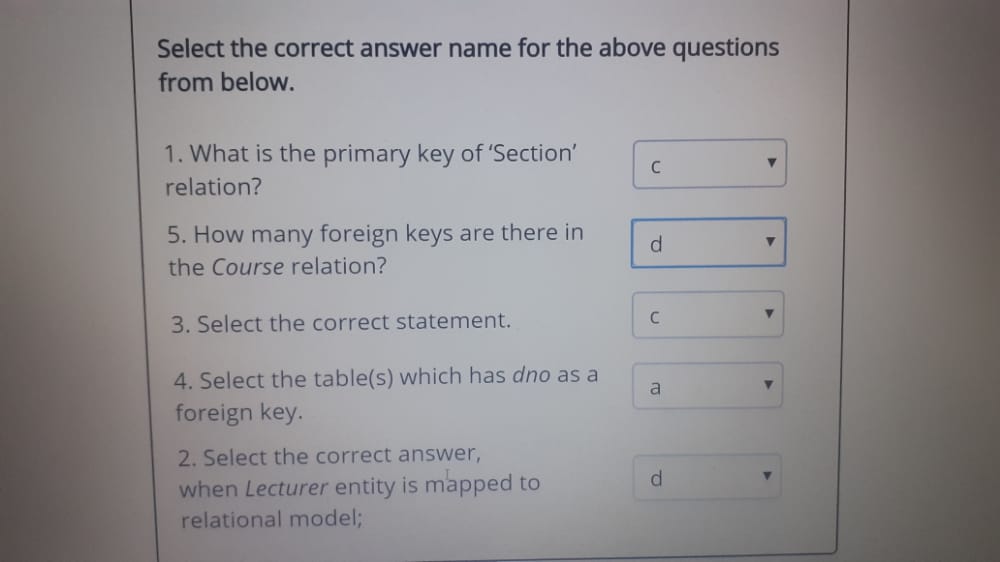 Select the correct answer name for the above questions
from below.
1. What is the primary key of ‘Section’
relation?
c
5. How many foreign keys are there in
the Course relation?
d
3. Select the correct statement.
c
4. Select the table(s) which has dno as a
foreign key.
a
2. Select the correct answer,
when Lecturer entity is mapped to
relational model;
d